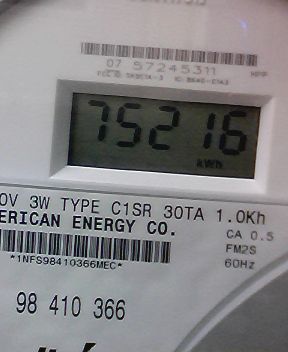 07 57245311
75216
kWh
0V 3W TYPE C1SR 30TA 1.0Kh
ERICAN ENERGY CO.
CA 0.5
FM2S
60Hz
*1NFS98410366MEC*
98 410 366